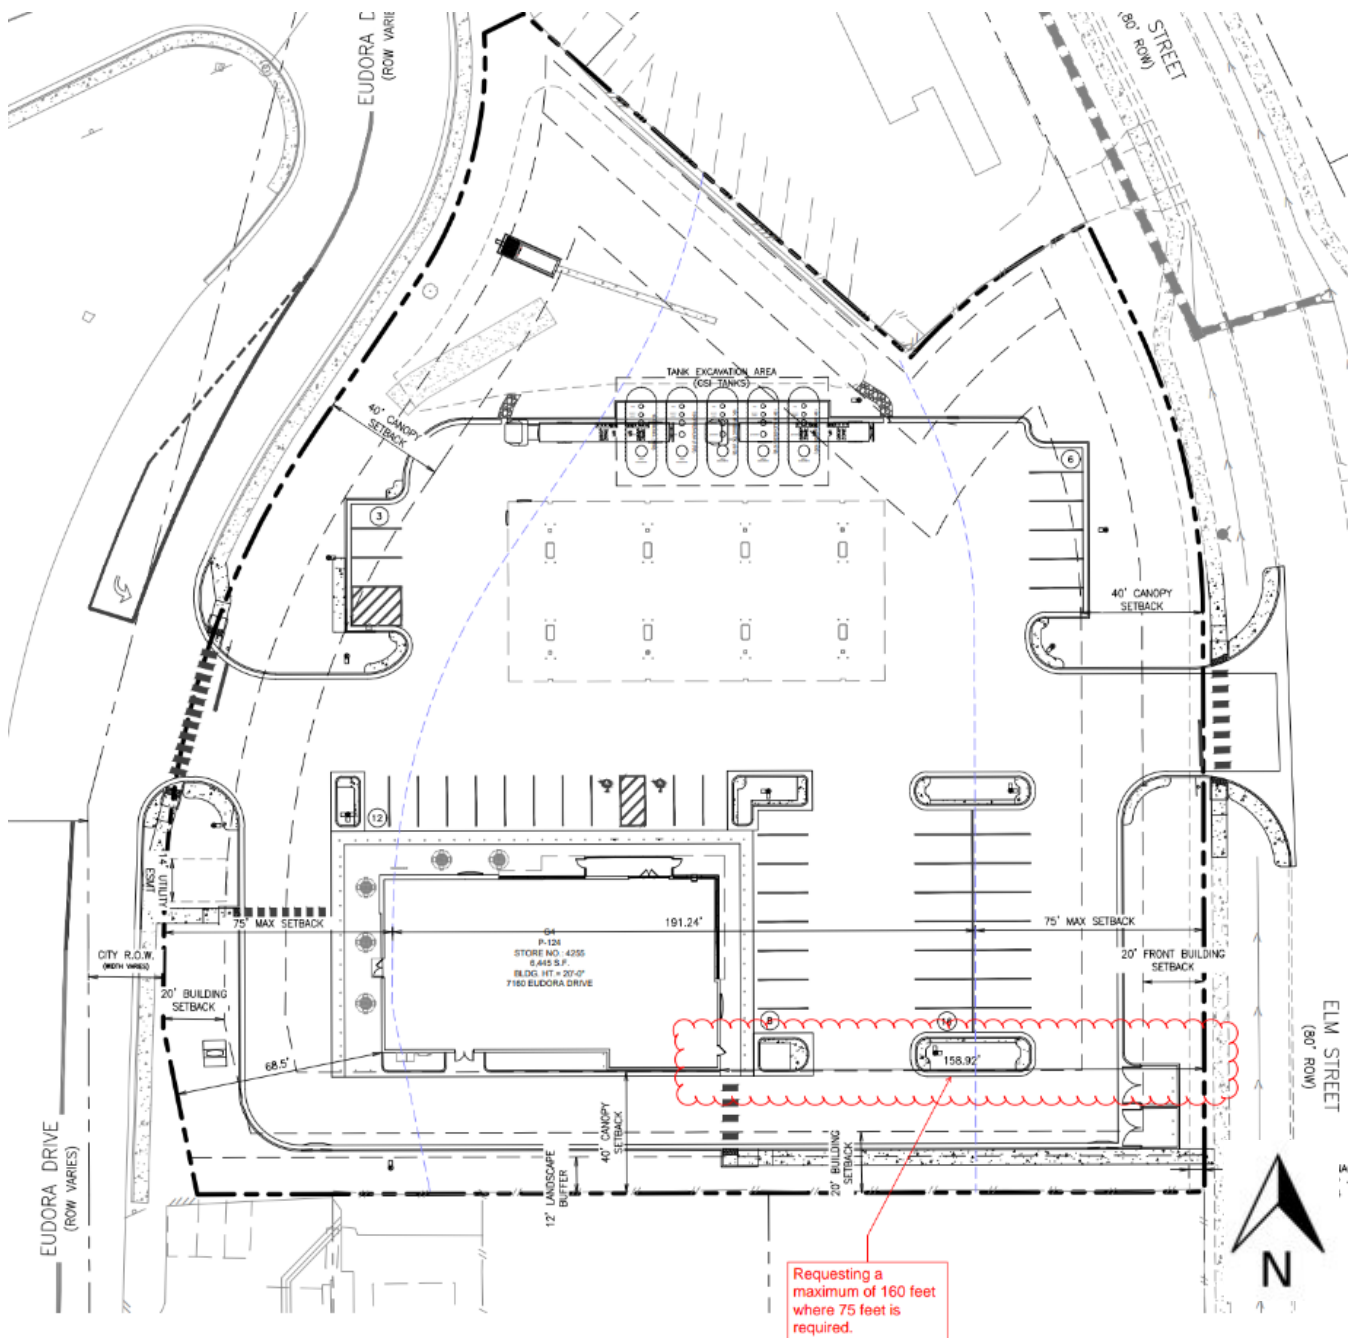 EUDORA D
(ROW VARIE
STREET
(80' ROW)
TANK EXCAVATION AREA
(CSI TANKS)
40' CANOPY
SETBACK
6
3
40' CANOPY
SETBACK
12
14' UTILITY
ESMT
75' MAX SETBACK
191.24'
75' MAX SETBACK
G4
P-124
STORE NO.: 4255
6,445 S.F.
BLDG. HT = 20'-0"
7160 EUDORA DRIVE
CITY R.O.W.
(WIDTH VARIES)
20' FRONT BUILDING
SETBACK
20' BUILDING
SETBACK
8
16
68.5'
158.92'
ELM STREET
(80' ROW)
40' CANOPY
SETBACK
20' BUILDING
SETBACK
12' LANDSCAPE
BUFFER
EUDORA DRIVE
(ROW VARIES)
N
Requesting a
maximum of 160 feet
where 75 feet is
required.